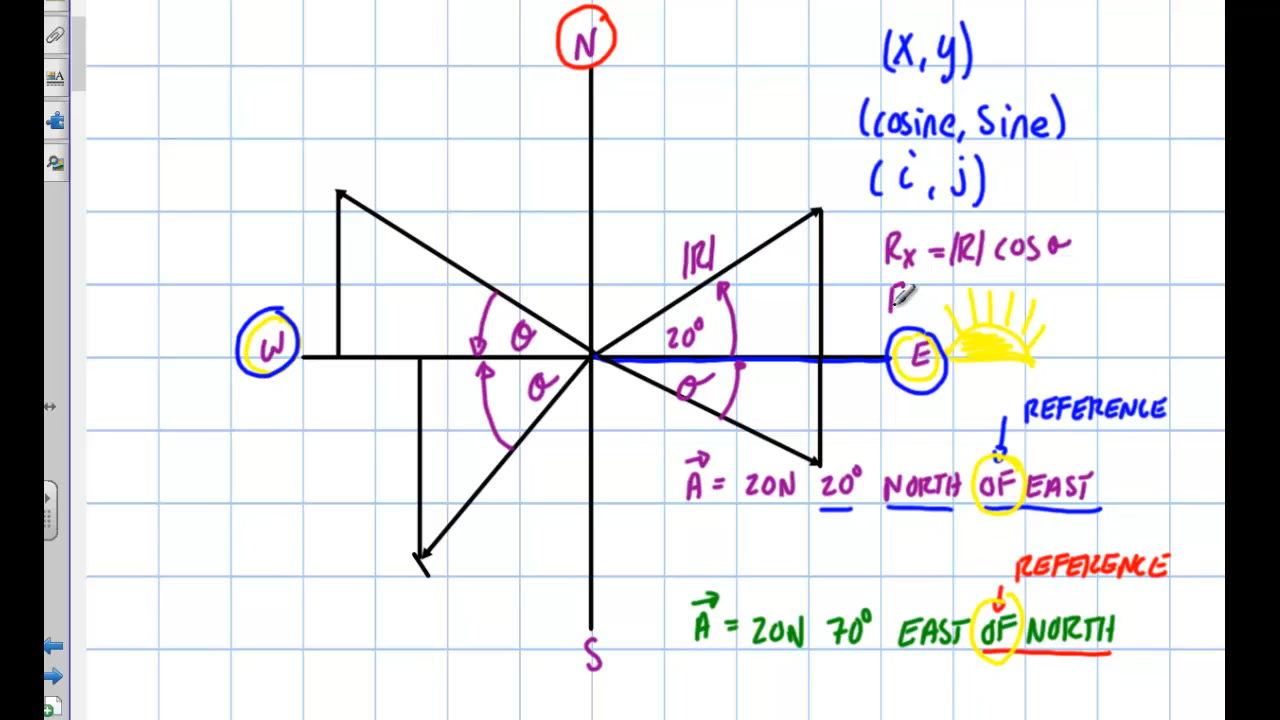 N
(x, y)
(cosine, Sine)
(i, j)
|R|
Rx = |R| cos θ
W
θ
20°
E
θ
θ
REFERENCE
A = 20N 20° NORTH OF EAST
REFERENCE
A = 20N 70° EAST OF NORTH
S